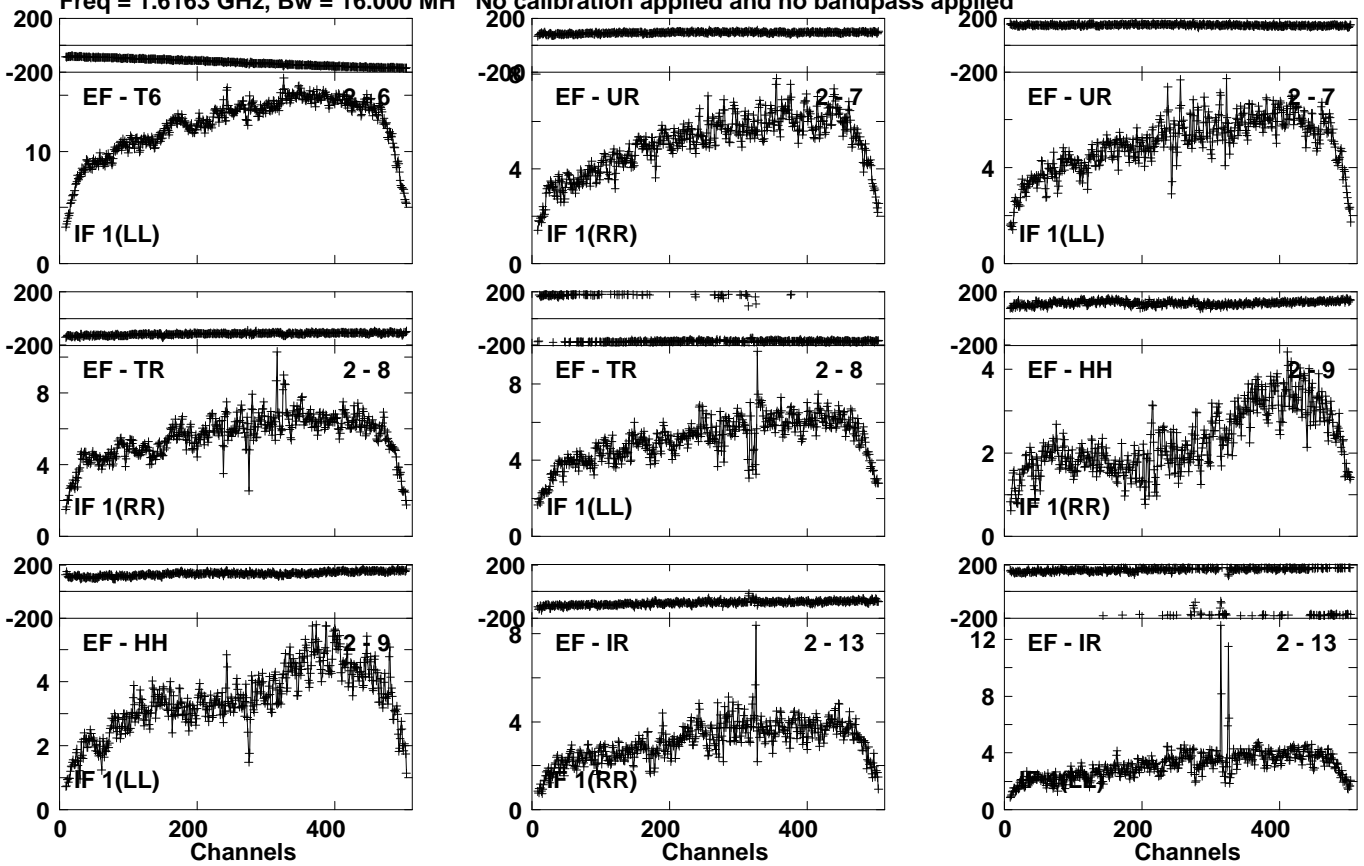 Freq = 1.6163 GHz, Bw = 16.000 MH No calibration applied and no bandpass applied
200 200 200
-200 -200 -200
8
EF - T6 2 - 6 EF - UR 2 - 7 EF - UR 2 - 7
10 4 4
IF 1(LL) IF 1(RR) IF 1(LL)
0 0 0
200 200 200
-200 -200 -200
EF - TR 2 - 8 EF - TR 2 - 8 EF - HH 2 - 9
8 8 4
4 4 2
IF 1(RR) IF 1(LL) IF 1(RR)
0 0 0
200 200 200
-200 -200 -200
8 12
EF - HH 2 - 9 EF - IR 2 - 13 EF - IR 2 - 13
4 4 8
2 4
IF 1(LL) IF 1(RR) IF 1(LL)
0 0 0
0 200 400 0 200 400 0 200 400
Channels Channels Channels